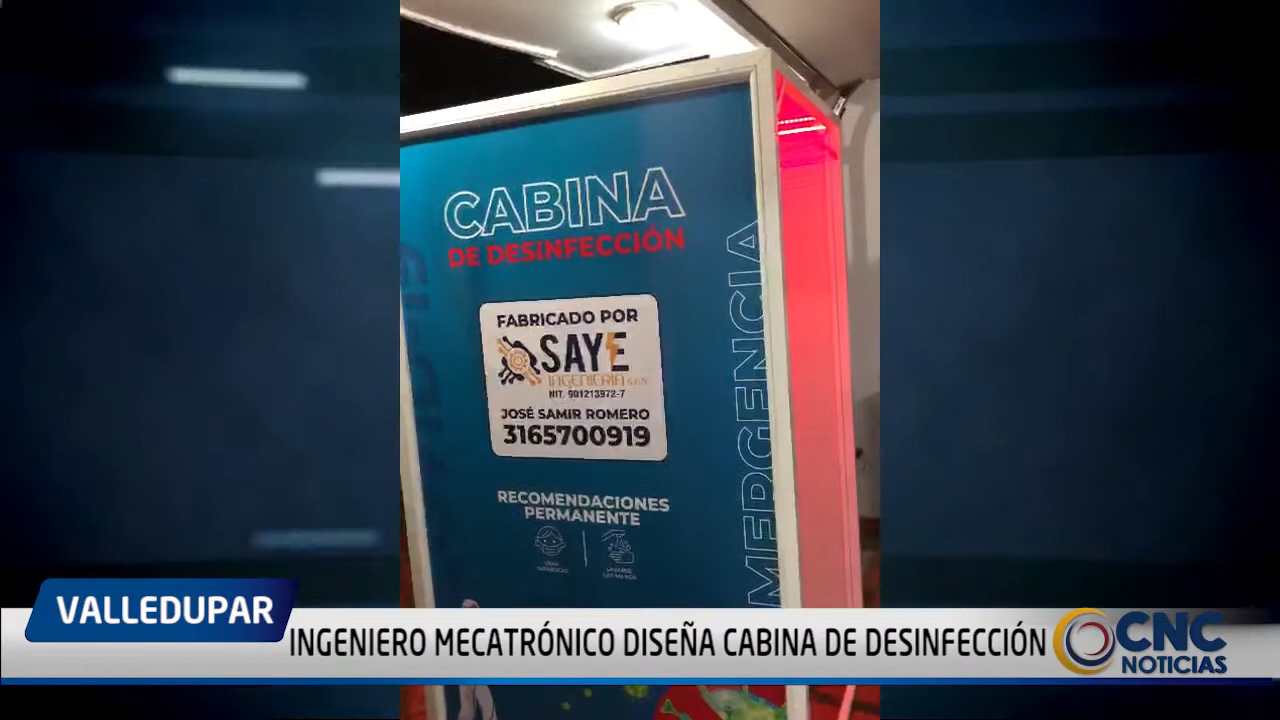 CABINA
DE DESINFECCIÓN
FABRICADO POR
SAYE
INGENIERIA S.A.S
NIT. 901213972-7
JOSÉ SAMIR ROMERO
3165700919
RECOMENDACIONES
PERMANENTE
MERGENCIA
VALLEDUPAR
INGENIERO MECATRÓNICO DISEÑA CABINA DE DESINFECCIÓN
CNC
NOTICIAS